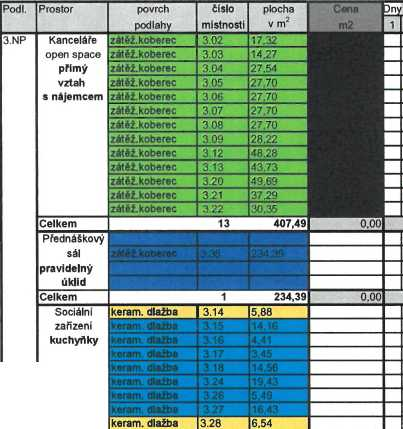 Podl. Prostor povrch podlahy číslo místnosti plocha v m2 Cena m2 Dny 1
3.NP Kanceláře zátěž.koberec 3.02 17,32
open space zátěž.koberec 3.03 14,27
přímý zátěž.koberec 3.04 27,54
vztah zátěž.koberec 3.05 27,70
s nájemcem zátěž.koberec 3.06 27,70
zátěž.koberec 3.07 27,70
zátěž.koberec 3.08 27,70
zátěž.koberec 3.09 28,22
zátěž.koberec 3.12 48,28
zátěž.koberec 3.13 43,73
zátěž.koberec 3.20 49,69
zátěž.koberec 3.21 37,29
zátěž.koberec 3.22 30,35
Celkem 13 407,49 0,00
Přednáškový
sál zátěž.koberec 234,39
pravidelný
úklid
Celkem 1 234,39 0,00
Sociální keram. dlažba 3.14 5,88
zařízení keram. dlažba 3.15 14,16
kuchyňky keram. dlažba 3.16 4,41
keram. dlažba 3.17 3,45
keram. dlažba 3.18 14,56
keram. dlažba 3.24 19,43
keram. dlažba 3.26 5,49
keram. dlažba 3.27 16,43
keram. dlažba 3.28 6,54